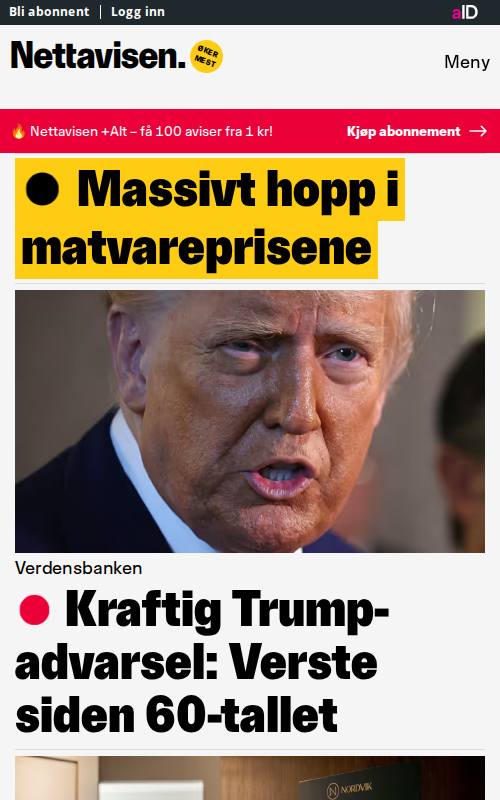 Bli abonnement | Logg inn
aID
Nettavisen.
ØKER
MEST
Meny
Nettavisen +Alt – få 100 aviser fra 1 kr!
Kjøp abonnement →
Massivt hopp i
matvareprisene
Verdensbanken
Kraftig Trump-
advarsel: Verste
siden 60-tallet
NORDVIK